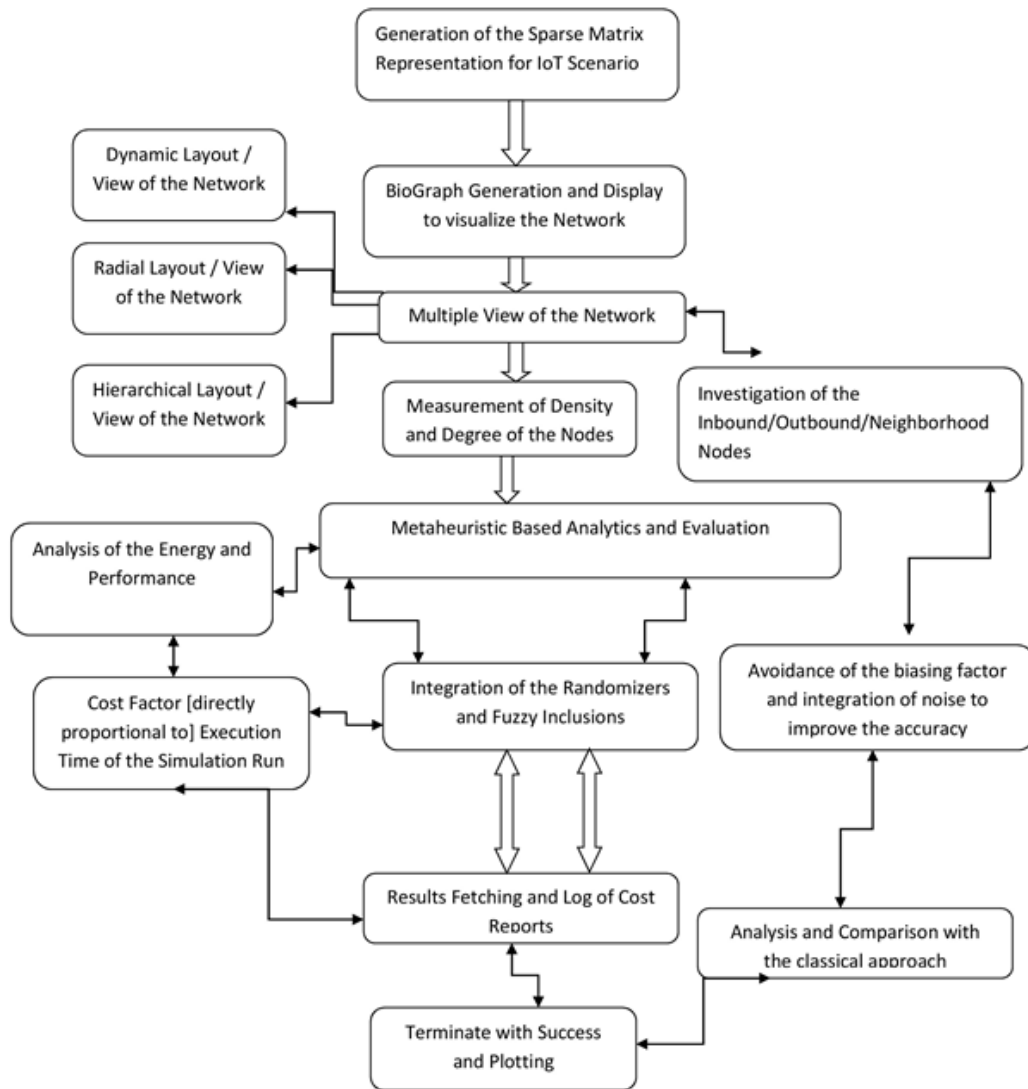 Generation of the Sparse Matrix
Representation for IoT Scenario
Dynamic Layout /
View of the Network
BioGraph Generation and Display
to visualize the Network
Radial Layout / View
of the Network
Multiple View of the Network
Hierarchical Layout /
View of the Network
Measurement of Density
and Degree of the Nodes
Investigation of the
Inbound/Outbound/Neighborhood
Nodes
Metaheuristic Based Analytics and Evaluation
Analysis of the Energy and
Performance
Integration of the Randomizers
and Fuzzy Inclusions
Avoidance of the biasing factor
and integration of noise to
improve the accuracy
Cost Factor [directly
proportional to] Execution
Time of the Simulation Run
Results Fetching and Log of Cost
Reports
Analysis and Comparison with
the classical approach
Terminate with Success
and Plotting